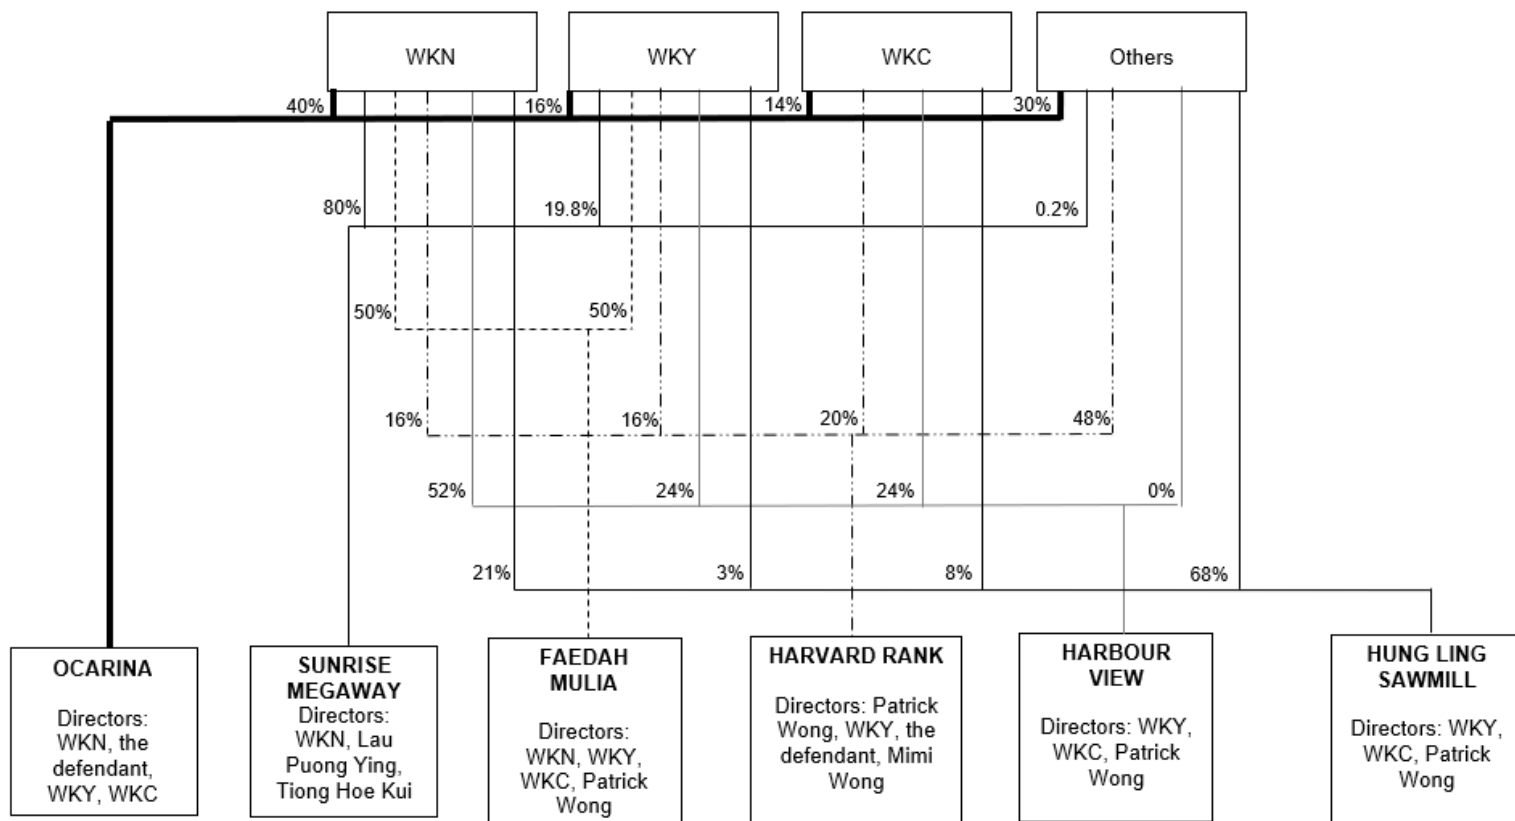 WKN
WKY
WKC
Others
40%
16%
14%
30%
80%
19.8%
0.2%
50%
50%
16%
16%
20%
48%
52%
24%
24%
0%
21%
3%
8%
68%
OCARINA
Directors:
WKN, the
defendant,
WKY, WKC
SUNRISE
MEGAWAY
Directors:
WKN, Lau
Puong Ying,
Tiong Hoe Kui
FAEDAH
MULIA
Directors:
WKN, WKY,
WKC, Patrick
Wong
HARVARD RANK
Directors: Patrick
Wong, WKY, the
defendant, Mimi
Wong
HARBOUR
VIEW
Directors: WKY,
WKC, Patrick
Wong
HUNG LING
SAWMILL
Directors: WKY,
WKC, Patrick
Wong